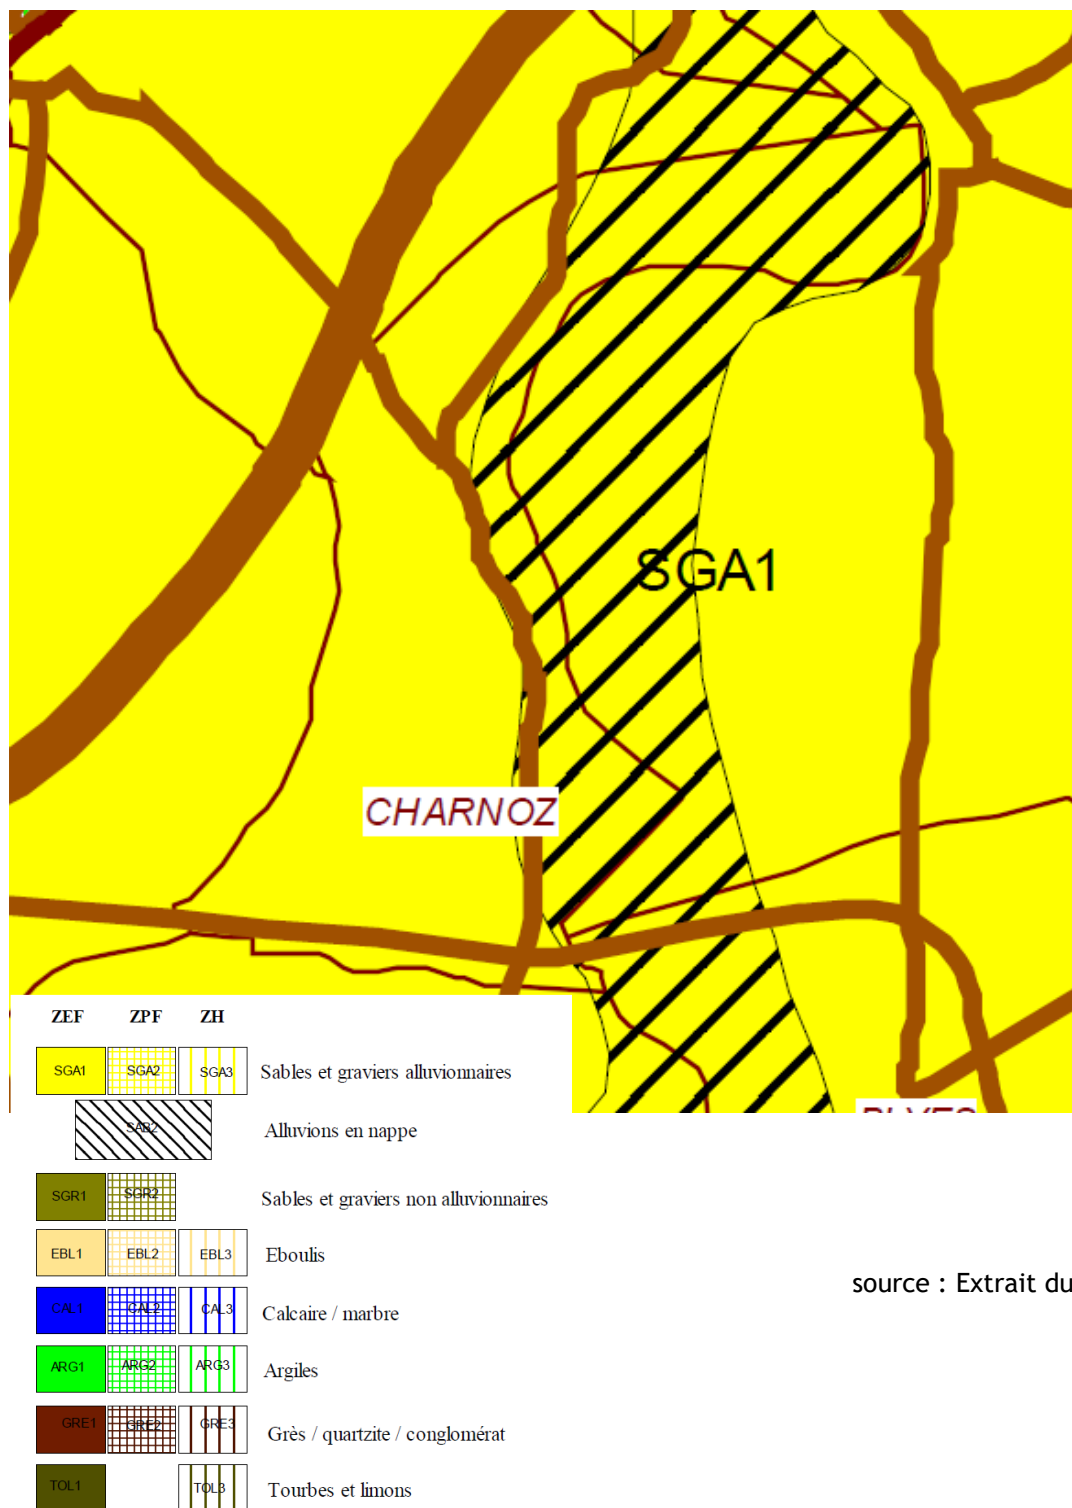 SGA1
CHARNOZ
ZEF ZPF ZH
SGA1 SGA2 SGA3 Sables et graviers alluvionnaires
SAB2 Alluvions en nappe
SGR1 SGR2 Sables et graviers non alluvionnaires
EBL1 EBL2 EBL3 Eboulis
source : Extrait du
CAL1 CAL2 CAL3 Calcaire / marbre
ARG1 ARG2 ARG3 Argiles
GRE1 GRE2 GRE3 Grès / quartzite / conglomérat
TOL1 TOL3 Tourbes et limons